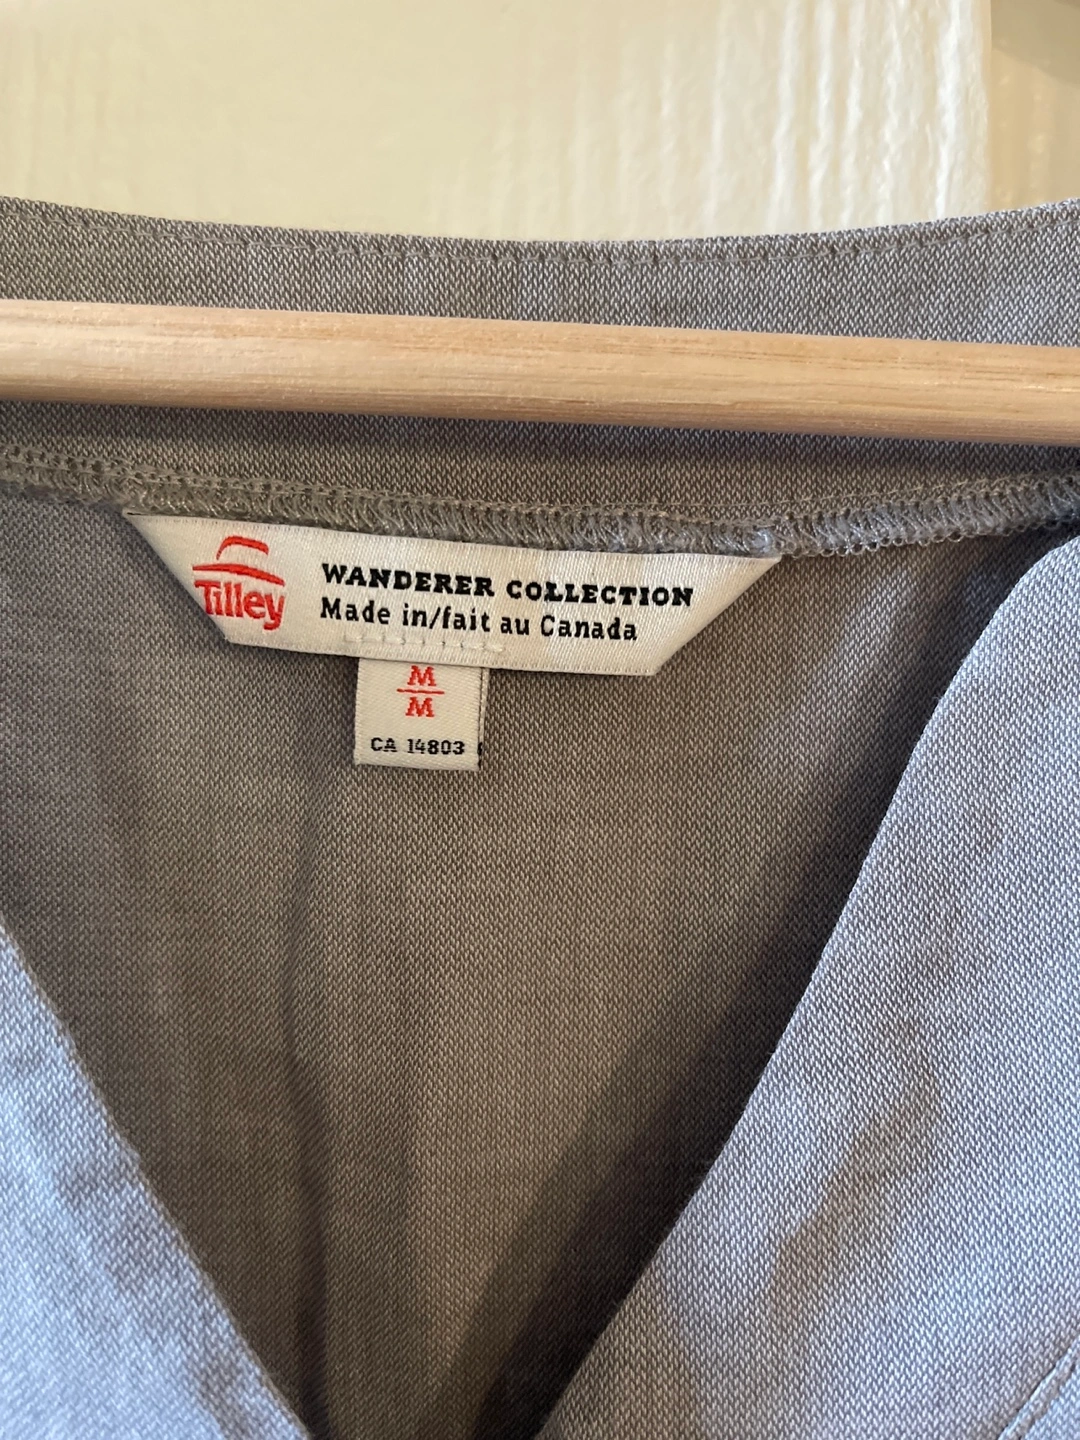 Tilley
WANDERER COLLECTION
Made in/fait au Canada
M
M
CA 14803